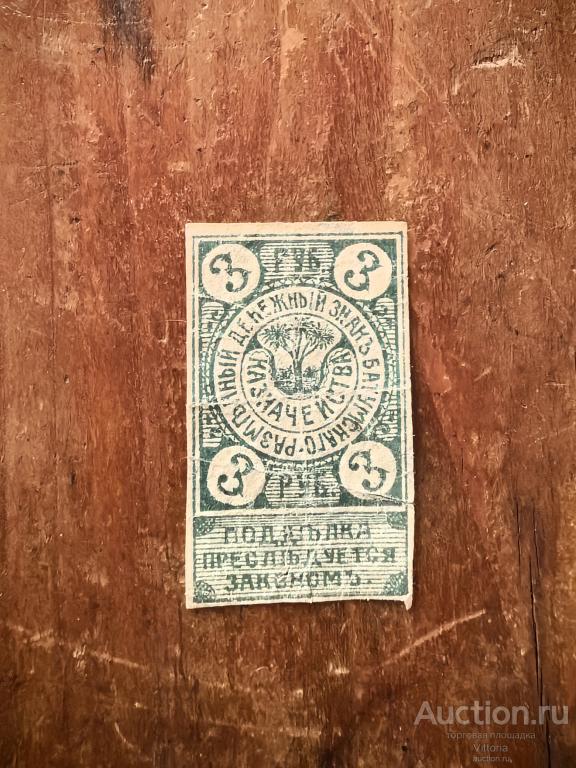 3 РУБ. 3
РАЗМѢННЫЙ ДЕНЕЖНЫЙ ЗНАКЪ БАТУМСКАГО
КАЗНАЧЕЙСТВА
3 РУБ. 3
ПОДДѢЛКА
ПРЕСЛѢДУЕТСЯ
ЗАКОНОМЪ.
Auction.ru
торговая площадка
Vittoria
auction.ru